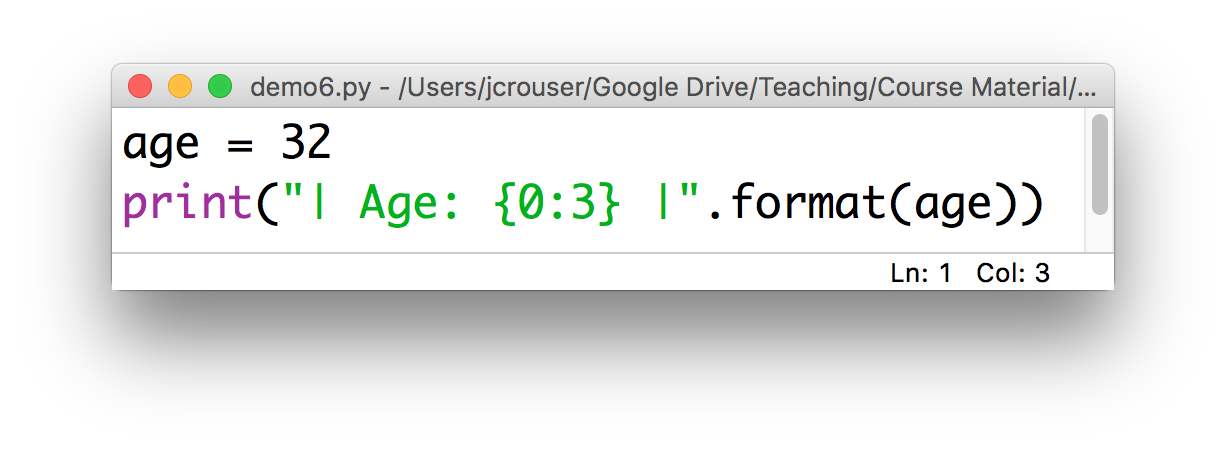 demo6.py - /Users/jcrouser/Google Drive/Teaching/Course Material/...
age = 32
print("| Age: {0:3} |".format(age))
Ln: 1 Col: 3